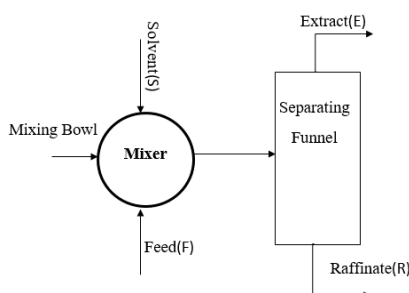 Extract(E)
Solvent(S)
Separating
Funnel
Mixing Bowl
Mixer
Feed(F)
Raffinate(R)